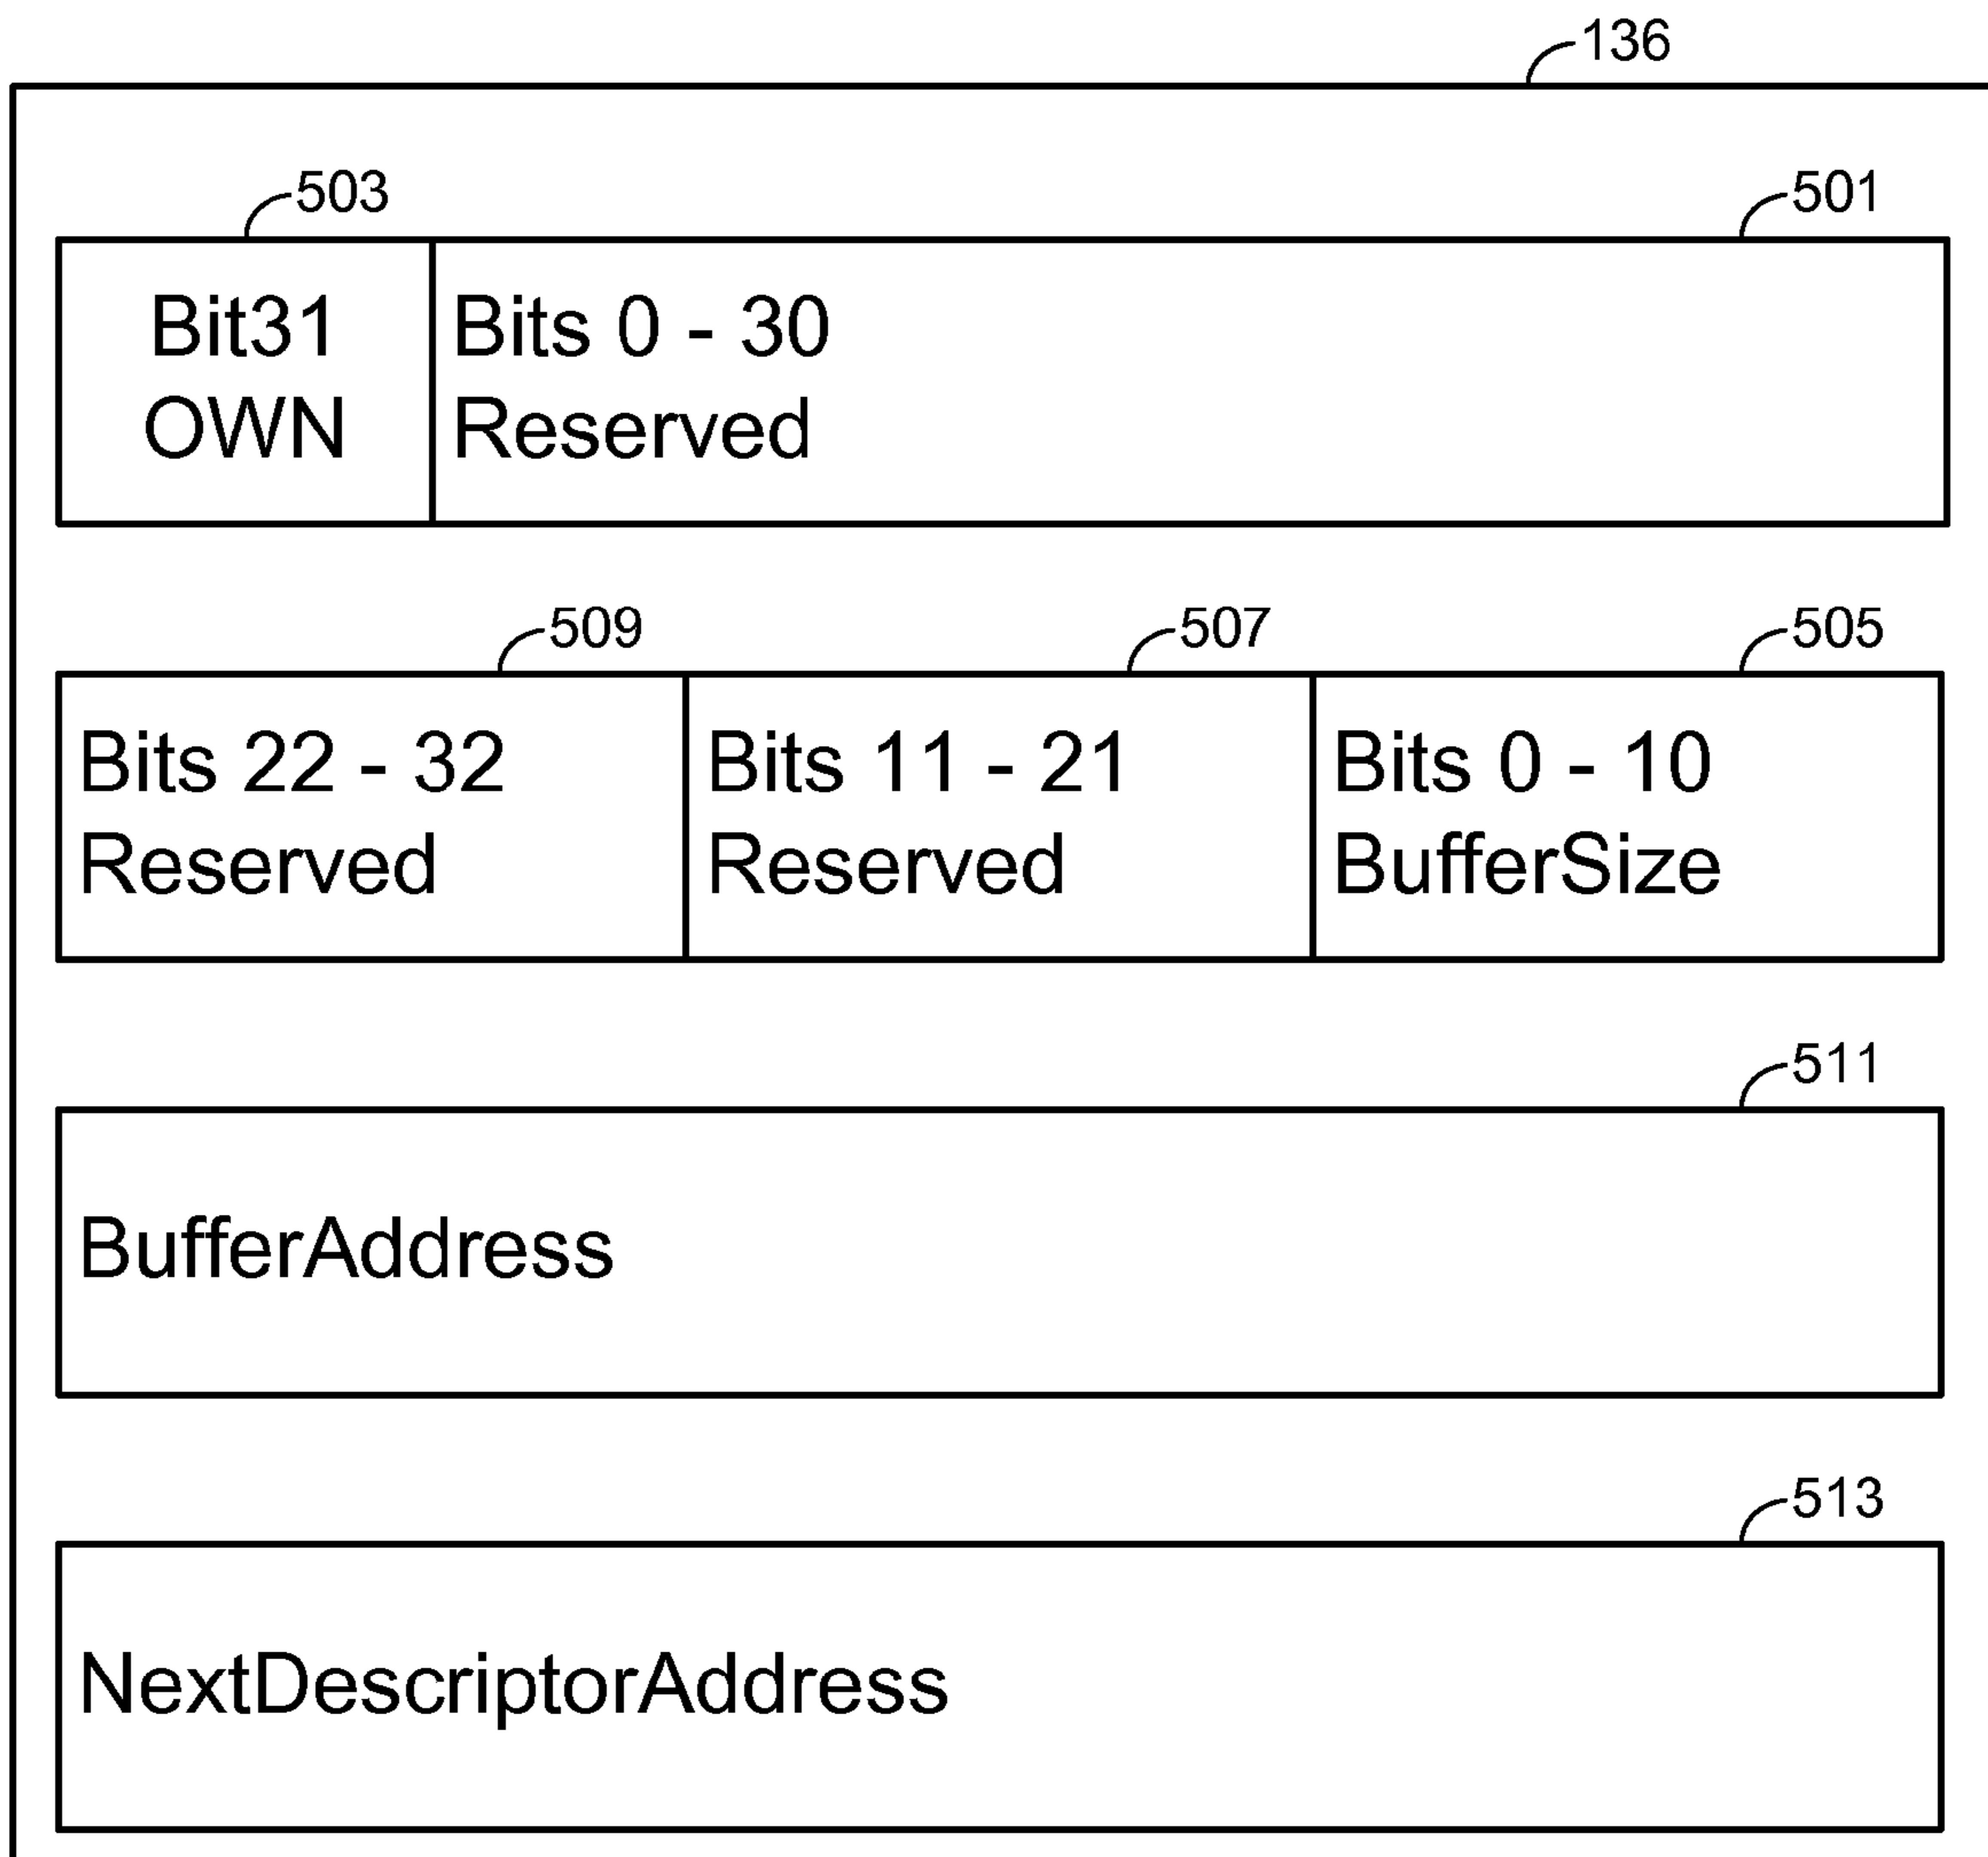 136
503
501
Bit31
OWN
Bits 0 - 30
Reserved
509
507
505
Bits 22 - 32
Reserved
Bits 11 - 21
Reserved
Bits 0 - 10
BufferSize
511
BufferAddress
513
NextDescriptorAddress